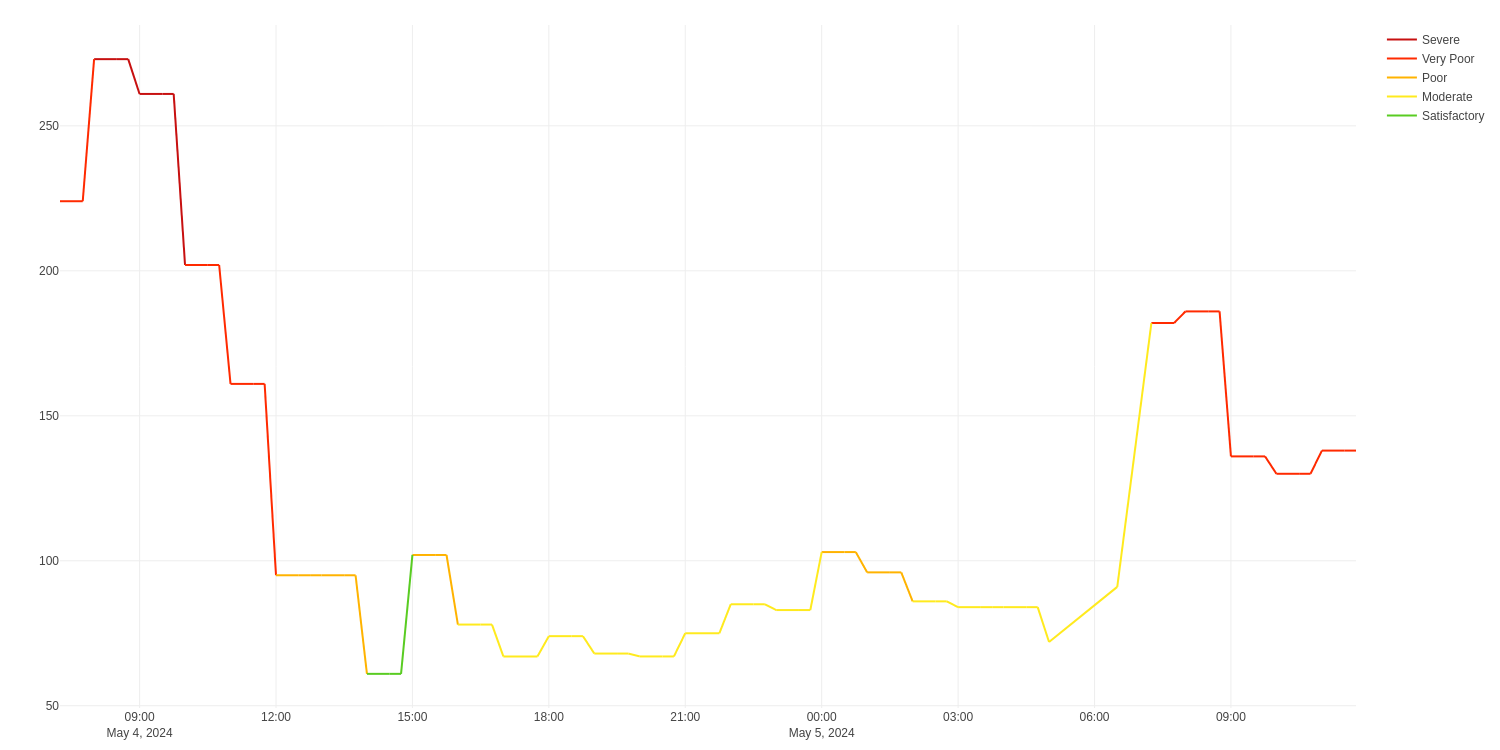 250
200
150
100
50
09:00
May 4, 2024
12:00
15:00
18:00
21:00
00:00
May 5, 2024
03:00
06:00
09:00
Severe
Very Poor
Poor
Moderate
Satisfactory